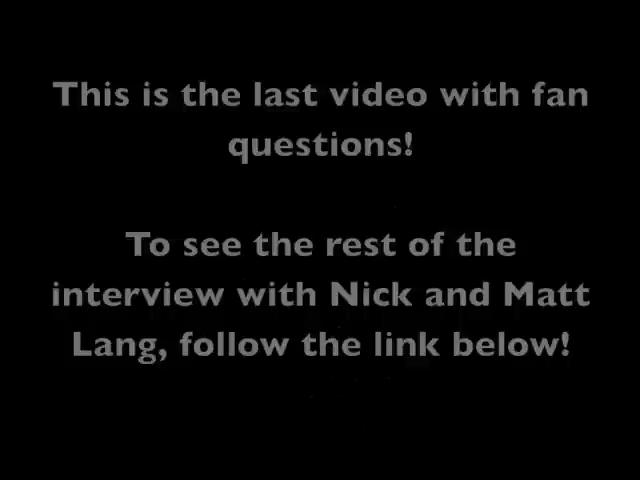 This is the last video with fan
questions!
To see the rest of the
interview with Nick and Matt
Lang, follow the link below!